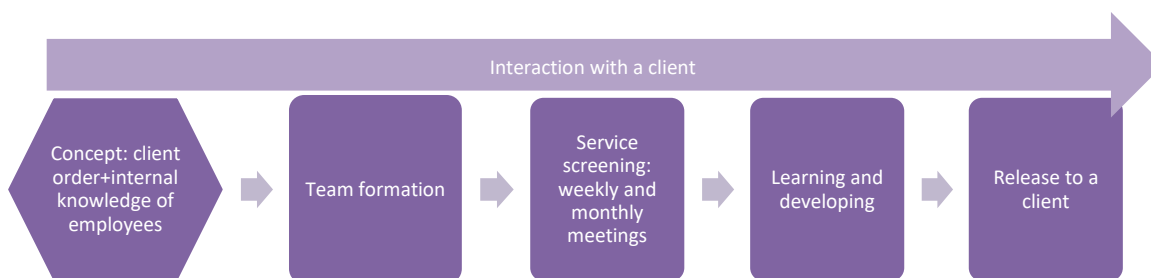 Interaction with a client
Concept: client
order+internal
knowledge of
employees
Team formation
Service
screening:
weekly and
monthly
meetings
Learning and
developing
Release to a
client